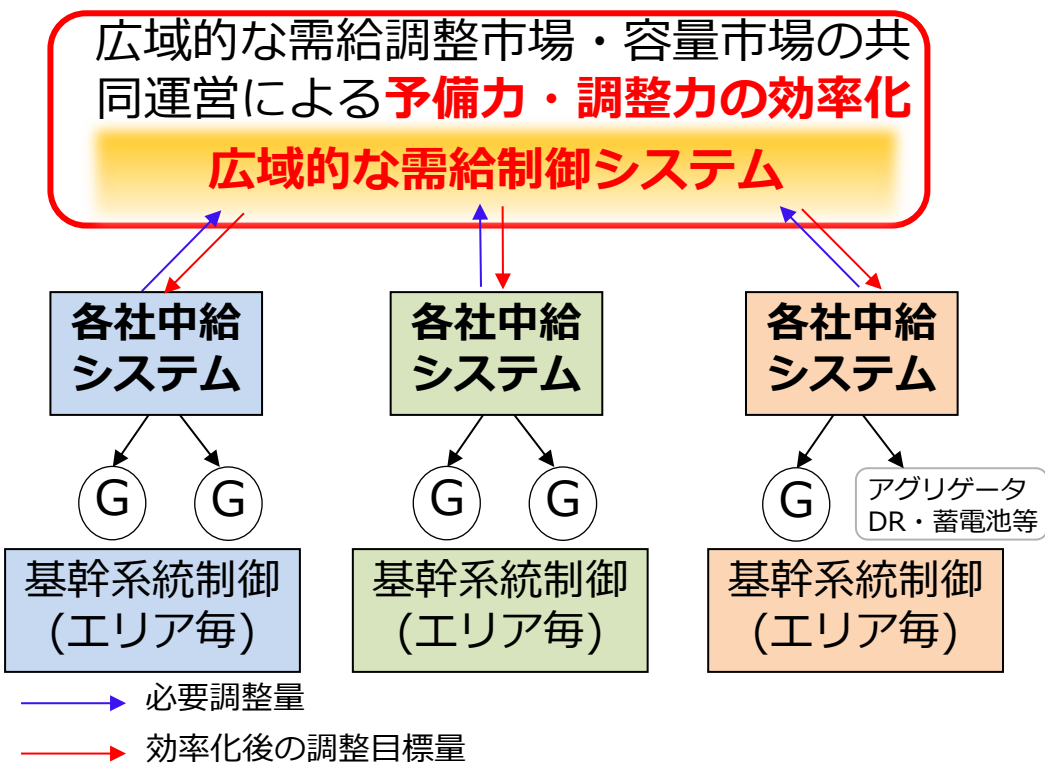 広域的な需給調整市場・容量市場の共
同運営による予備力・調整力の効率化
広域的な需給制御システム
各社中給
システム
各社中給
システム
各社中給
システム
G
G
G
G
G
アグリゲータ
DR・蓄電池等
基幹系統制御
(エリア毎)
基幹系統制御
(エリア毎)
基幹系統制御
(エリア毎)
必要調整量
効率化後の調整目標量